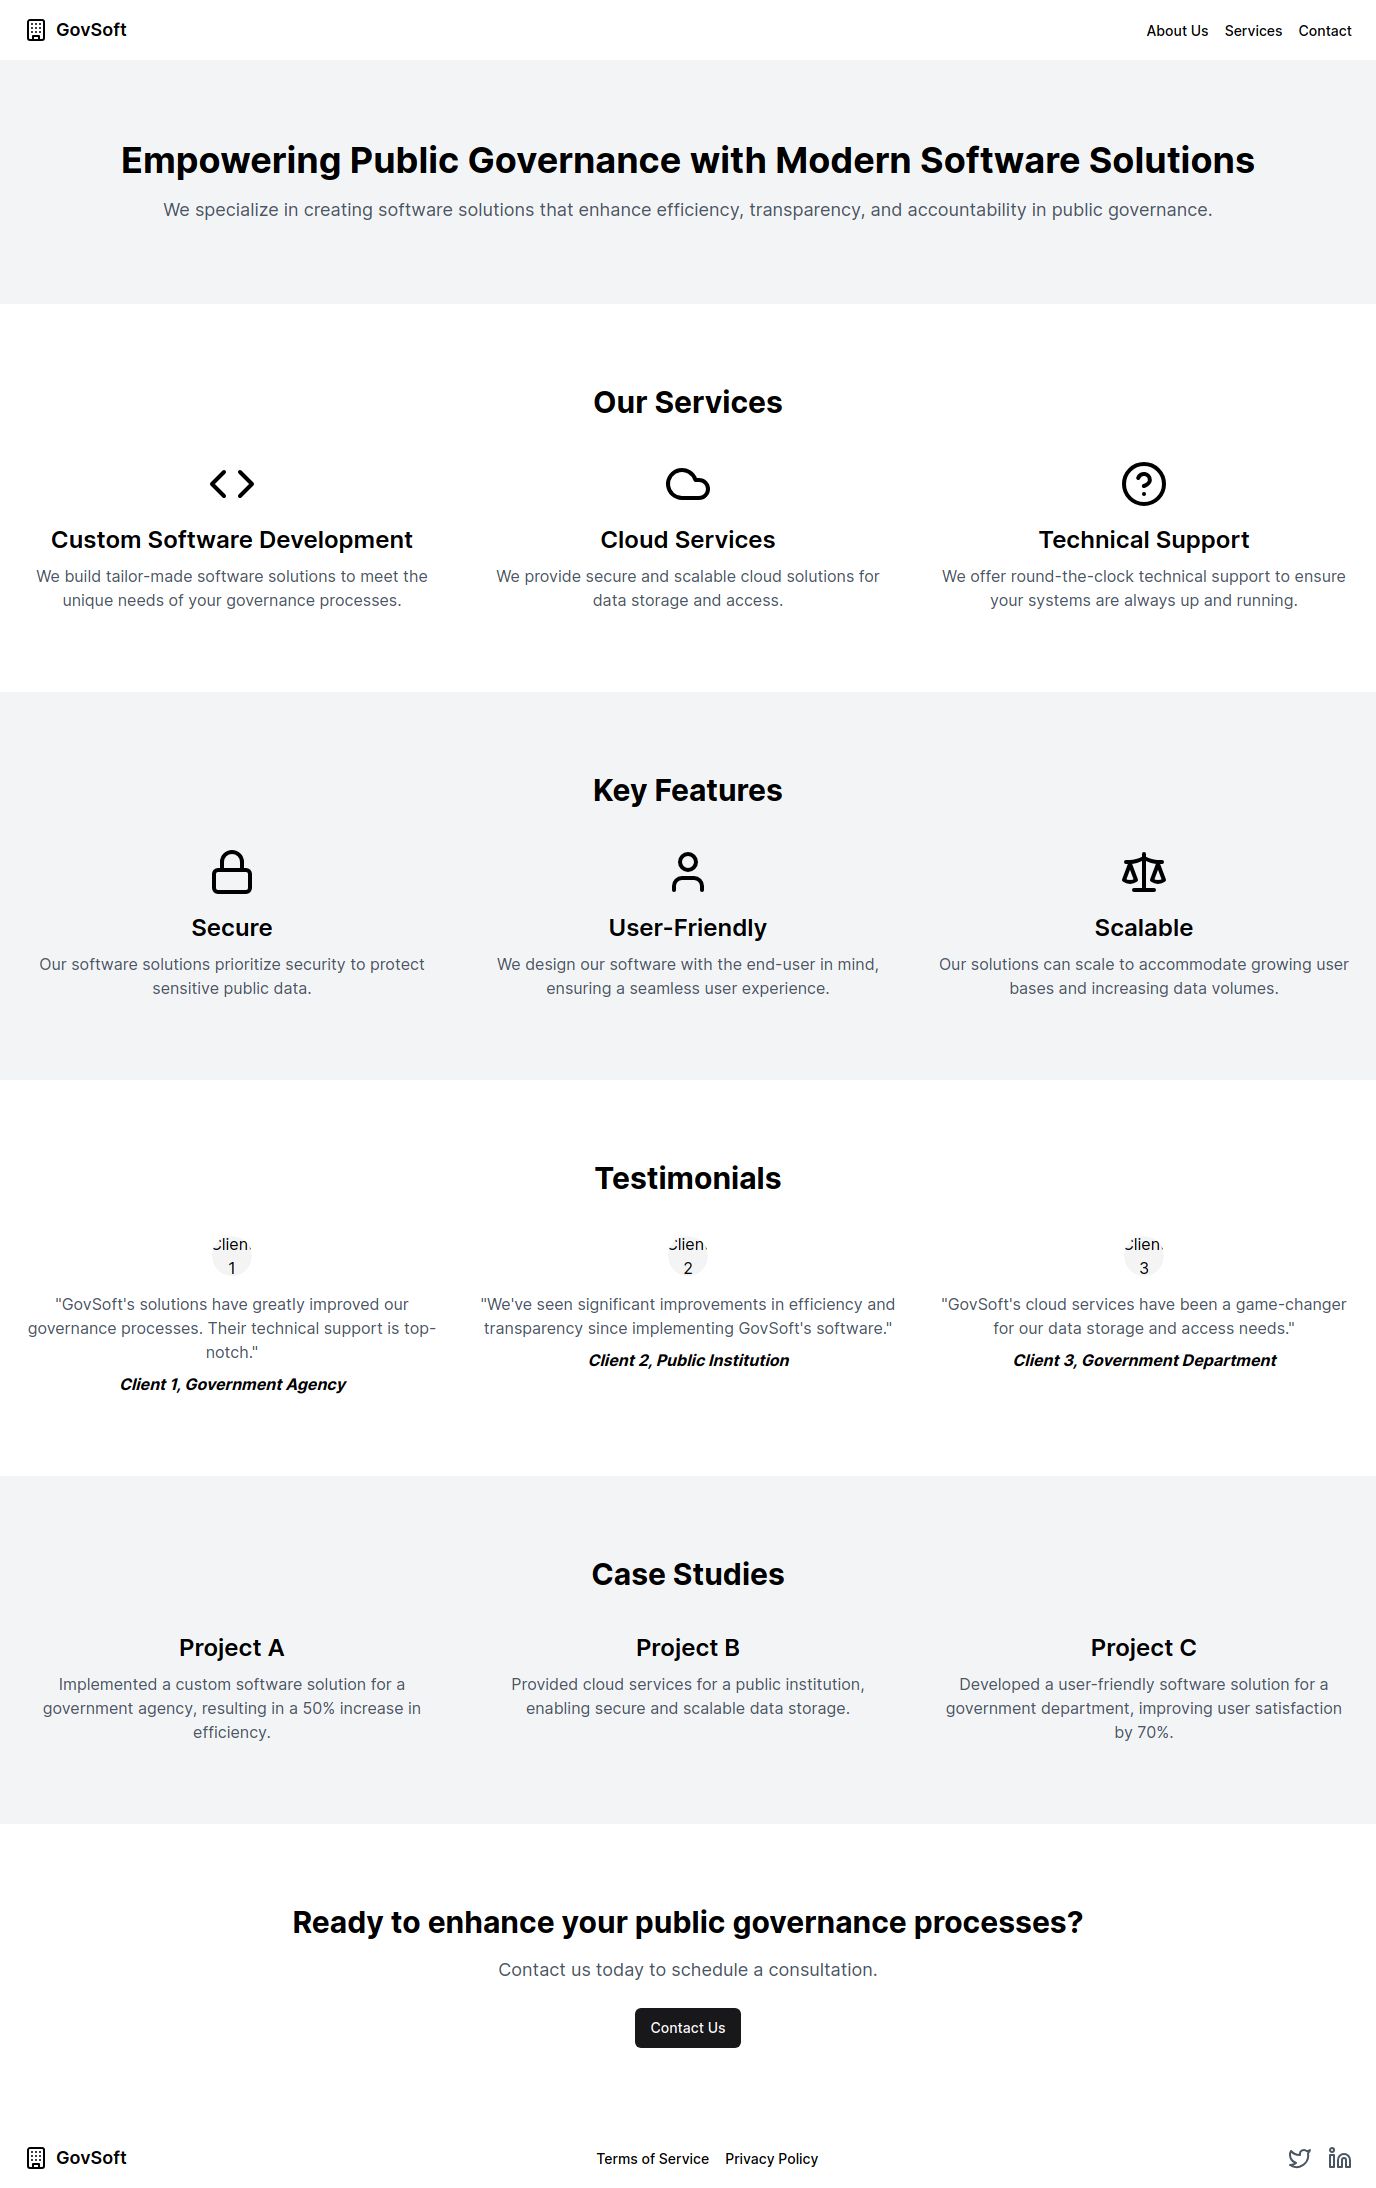 GovSoft
About Us Services Contact
Empowering Public Governance with Modern Software Solutions
We specialize in creating software solutions that enhance efficiency, transparency, and accountability in public governance.
Our Services
Custom Software Development
We build tailor-made software solutions to meet the
unique needs of your governance processes.
Cloud Services
We provide secure and scalable cloud solutions for
data storage and access.
Technical Support
We offer round-the-clock technical support to ensure
your systems are always up and running.
Key Features
Secure
Our software solutions prioritize security to protect
sensitive public data.
User-Friendly
We design our software with the end-user in mind,
ensuring a seamless user experience.
Scalable
Our solutions can scale to accommodate growing user
bases and increasing data volumes.
Testimonials
Client
1
"GovSoft's solutions have greatly improved our
governance processes. Their technical support is top-
notch."
Client 1, Government Agency
Client
2
"We've seen significant improvements in efficiency and
transparency since implementing GovSoft's software."
Client 2, Public Institution
Client
3
"GovSoft's cloud services have been a game-changer
for our data storage and access needs."
Client 3, Government Department
Case Studies
Project A
Implemented a custom software solution for a
government agency, resulting in a 50% increase in
efficiency.
Project B
Provided cloud services for a public institution,
enabling secure and scalable data storage.
Project C
Developed a user-friendly software solution for a
government department, improving user satisfaction
by 70%.
Ready to enhance your public governance processes?
Contact us today to schedule a consultation.
Contact Us
GovSoft
Terms of Service Privacy Policy